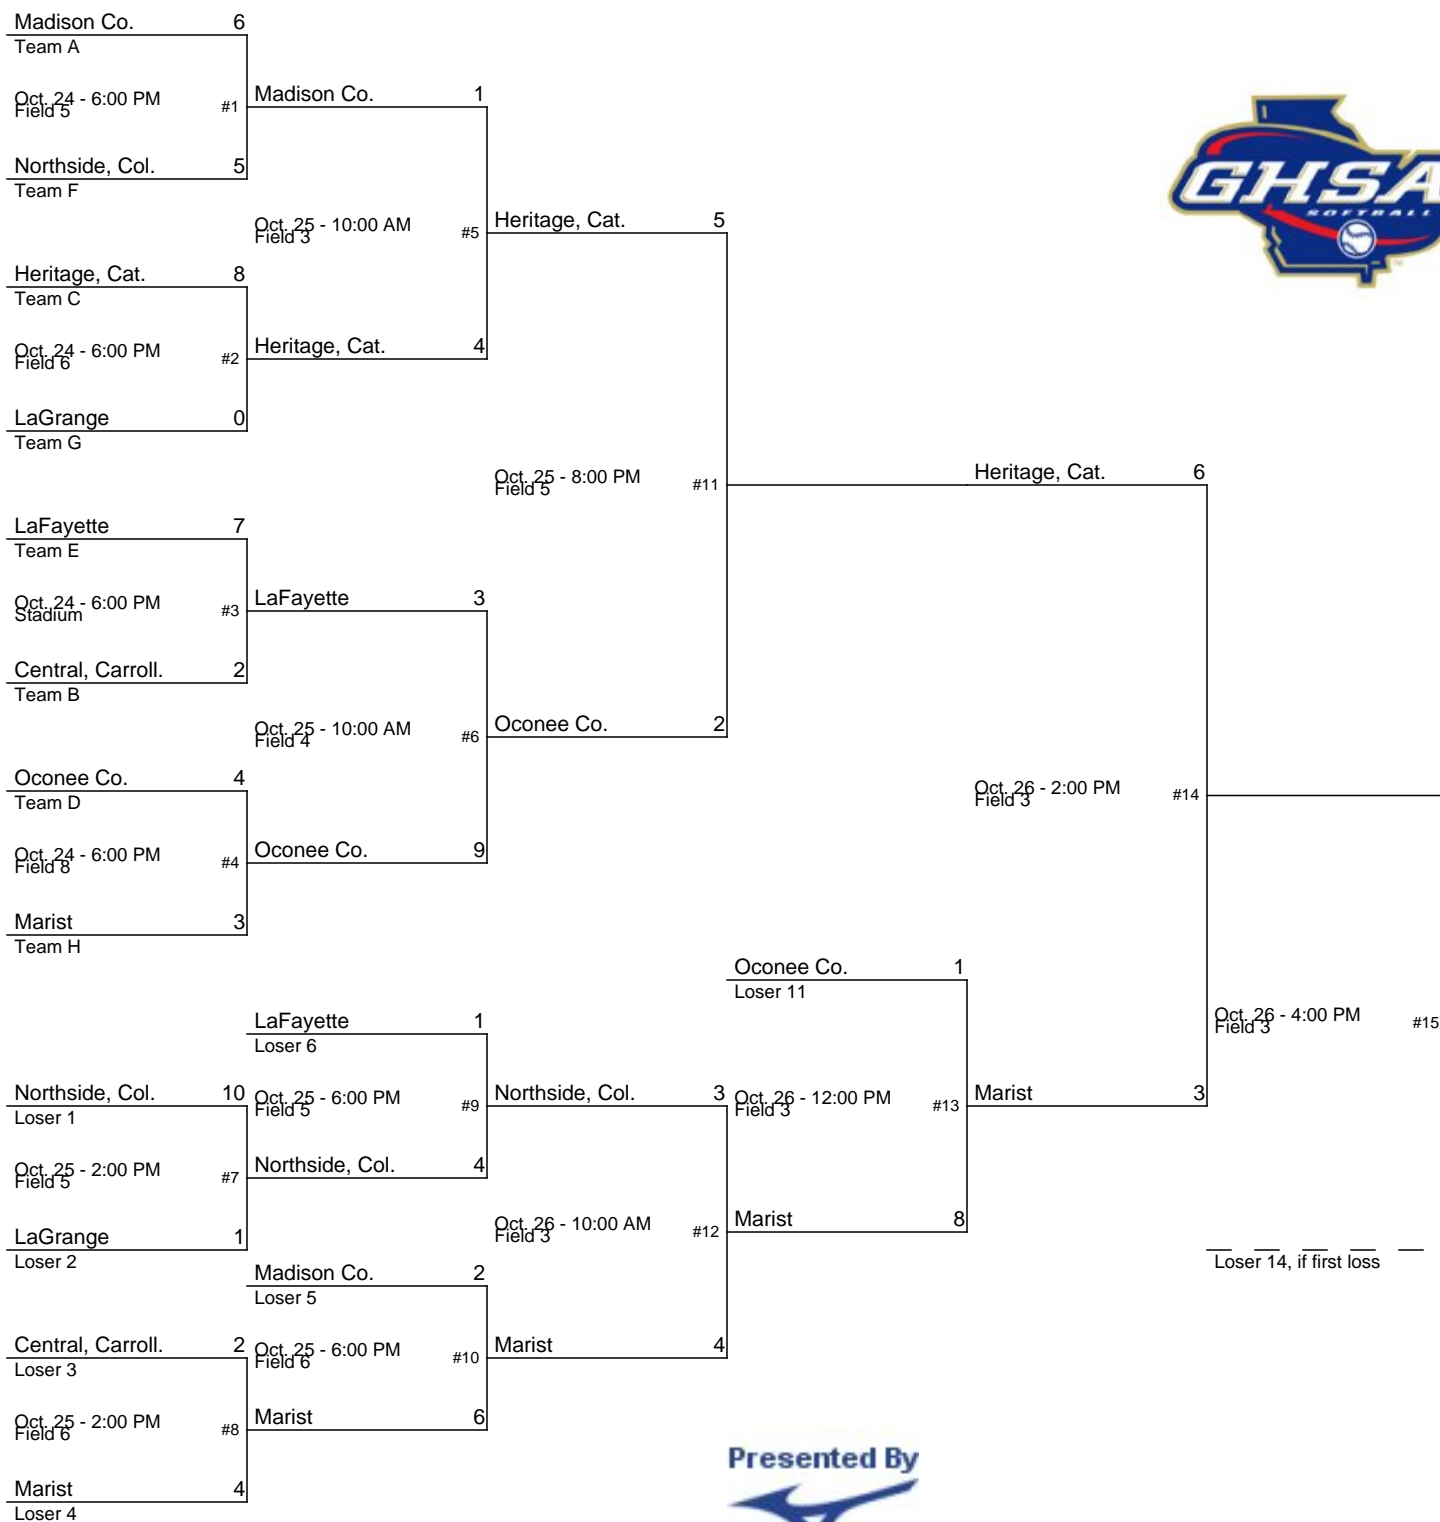 Madison Co. 6
Team A
Oct. 24 - 6:00 PM
Field 5
#1
Madison Co. 1
Northside, Col. 5
Team F
Oct. 25 - 10:00 AM
Field 3
#5
Heritage, Cat. 5
Heritage, Cat. 8
Team C
Oct. 24 - 6:00 PM
Field 6
#2
Heritage, Cat. 4
LaGrange 0
Team G
GHSA
SOFTBALL
TM
Oct. 25 - 8:00 PM
Field 5
#11
Heritage, Cat. 6
LaFayette 7
Team E
Oct. 24 - 6:00 PM
Stadium
#3
LaFayette 3
Central, Carroll. 2
Team B
Oct. 25 - 10:00 AM
Field 4
#6
Oconee Co. 2
Oconee Co. 4
Team D
Oct. 24 - 6:00 PM
Field 8
#4
Oconee Co. 9
Marist 3
Team H
Oct. 26 - 2:00 PM
Field 3
#14
Oconee Co. 1
Loser 11
LaFayette 1
Loser 6
Oct. 26 - 4:00 PM
Field 3
#15
Northside, Col. 10
Loser 1
Oct. 25 - 6:00 PM
Field 5
#9
Northside, Col. 3
Oct. 26 - 12:00 PM
Field 3
#13
Marist 3
Oct. 25 - 2:00 PM
Field 5
#7
Northside, Col. 4
LaGrange 1
Loser 2
Oct. 26 - 10:00 AM
Field 3
#12
Marist 8
Loser 14, if first loss
Madison Co. 2
Loser 5
Central, Carroll. 2
Loser 3
Oct. 25 - 6:00 PM
Field 6
#10
Marist 4
Oct. 25 - 2:00 PM
Field 6
#8
Marist 6
Marist 4
Loser 4
Presented By